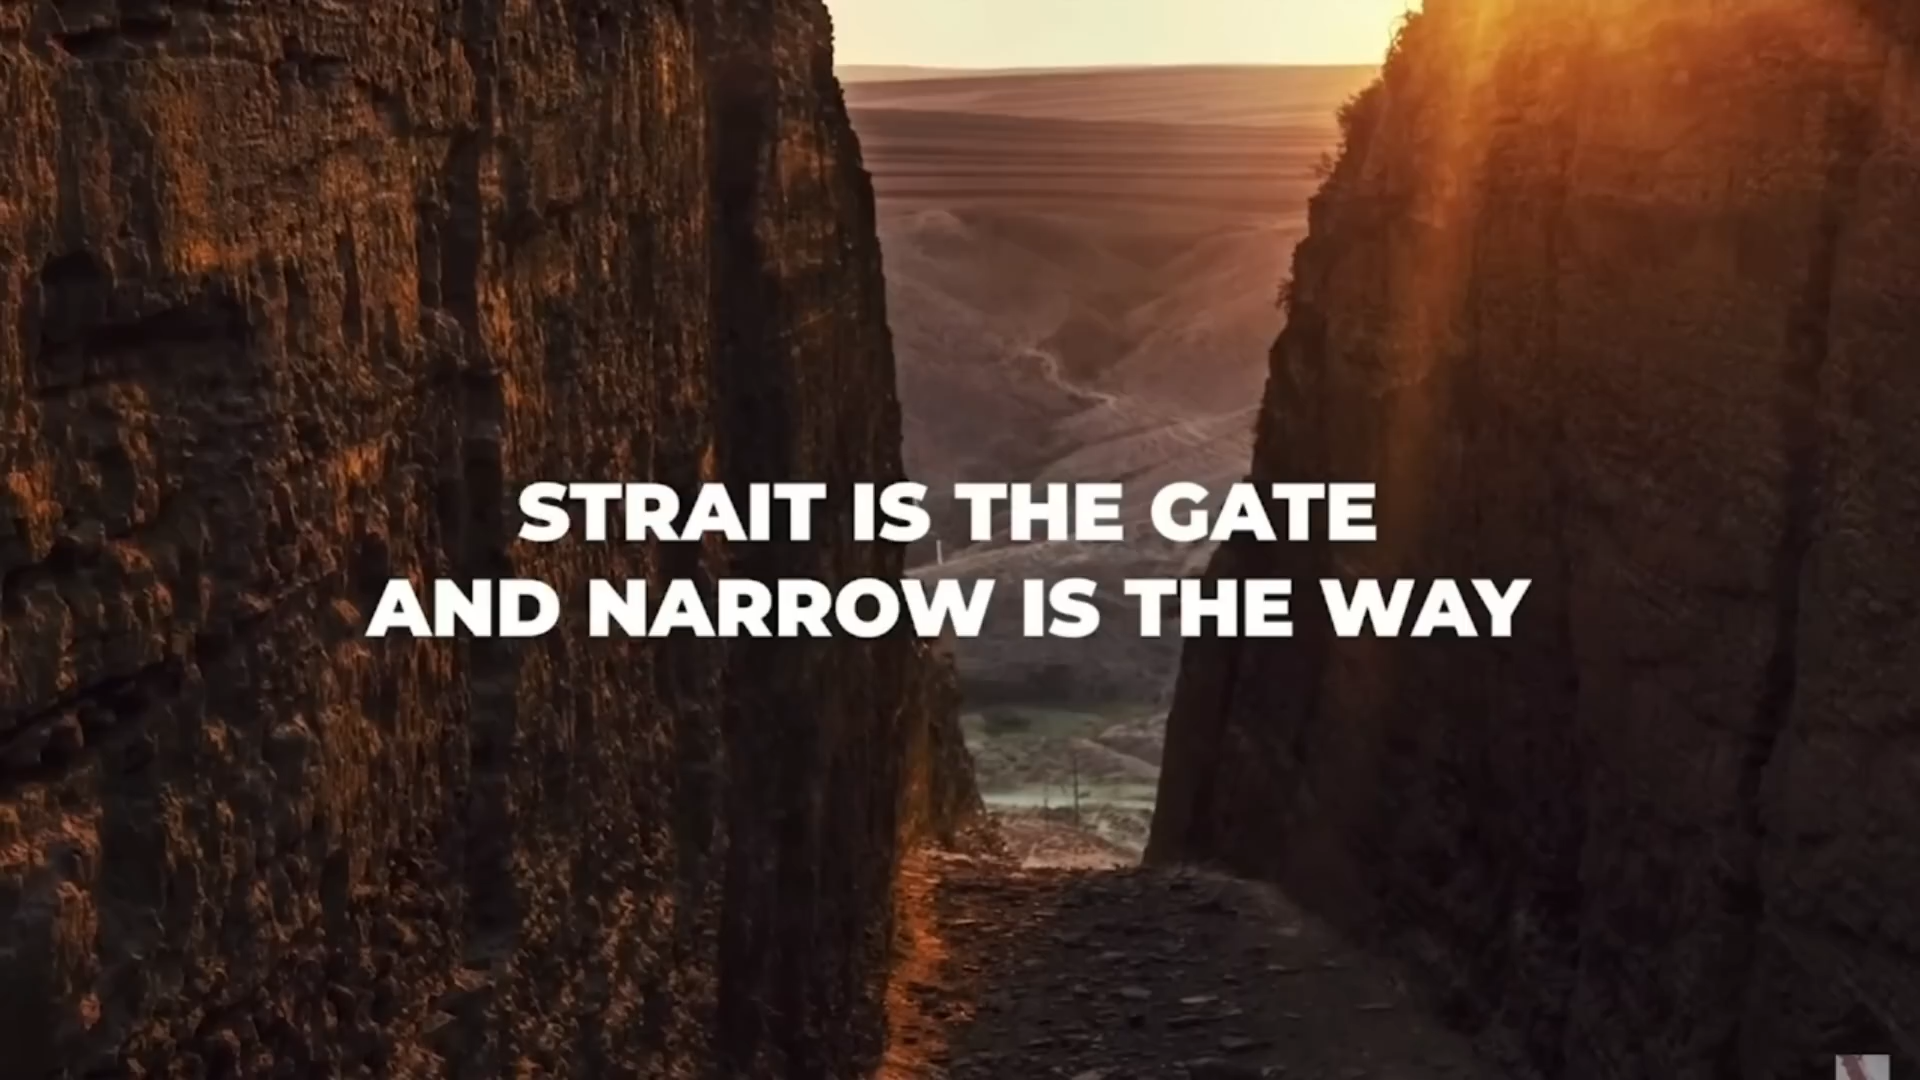 STRAIT IS THE GATE
AND NARROW IS THE WAY